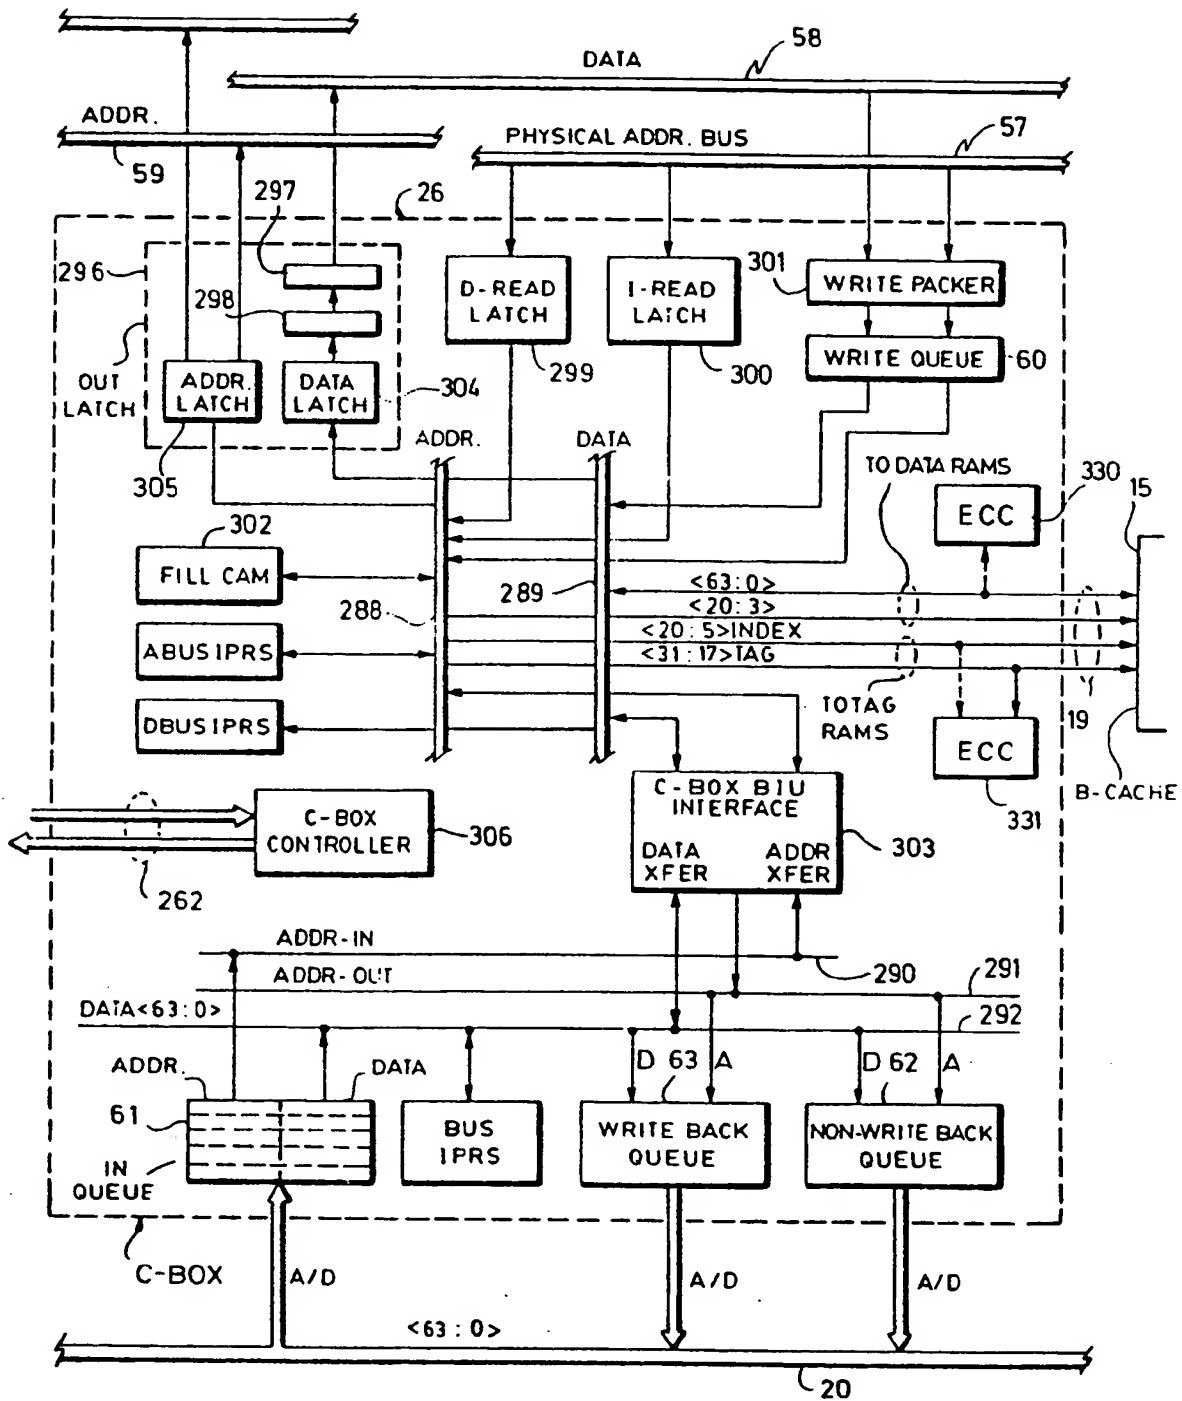 DATA
58
ADDR.
59
PHYSICAL ADDR. BUS
57
26
297
296
298
OUT
LATCH
ADDR.
LATCH
DATA
LATCH
304
305
D-READ
LATCH
299
I-READ
LATCH
300
301
WRITE PACKER
WRITE QUEUE
60
ADDR.
DATA
TO DATA RAMS
ECC
330
15
302
FILL CAM
288
289
<63:0>
<20:3>
<20:5>INDEX
<31:17>TAG
ABUS IPRS
DBUS IPRS
TO TAG
RAMS
ECC
331
19
B-CACHE
C-BOX
CONTROLLER
306
262
C-BOX BIU
INTERFACE
DATA
XFER
ADDR
XFER
303
ADDR-IN
290
ADDR-OUT
291
DATA<63:0>
292
ADDR.
DATA
61
IN
QUEUE
BUS
IPRS
D 63 A
WRITE BACK
QUEUE
D 62 A
NON-WRITE BACK
QUEUE
C-BOX
A/D
A/D
A/D
<63:0>
20